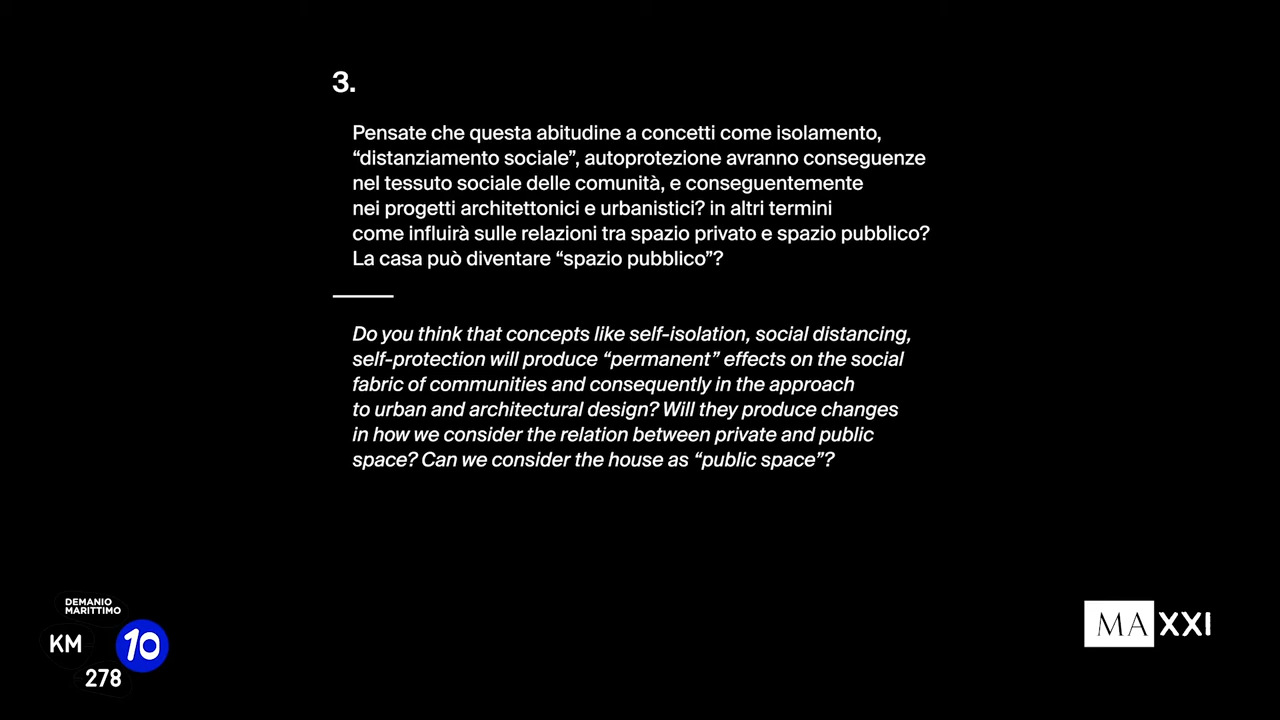 3.
Pensate che questa abitudine a concetti come isolamento,
“distanziamento sociale”, autoprotezione avranno conseguenze
nel tessuto sociale delle comunità, e conseguentemente
nei progetti architettonici e urbanistici? in altri termini
come influirà sulle relazioni tra spazio privato e spazio pubblico?
La casa può diventare “spazio pubblico”?
Do you think that concepts like self-isolation, social distancing,
self-protection will produce “permanent” effects on the social
fabric of communities and consequently in the approach
to urban and architectural design? Will they produce changes
in how we consider the relation between private and public
space? Can we consider the house as “public space”?
DEMANIO
MARITTIMO
KM 10
278
MAXXI